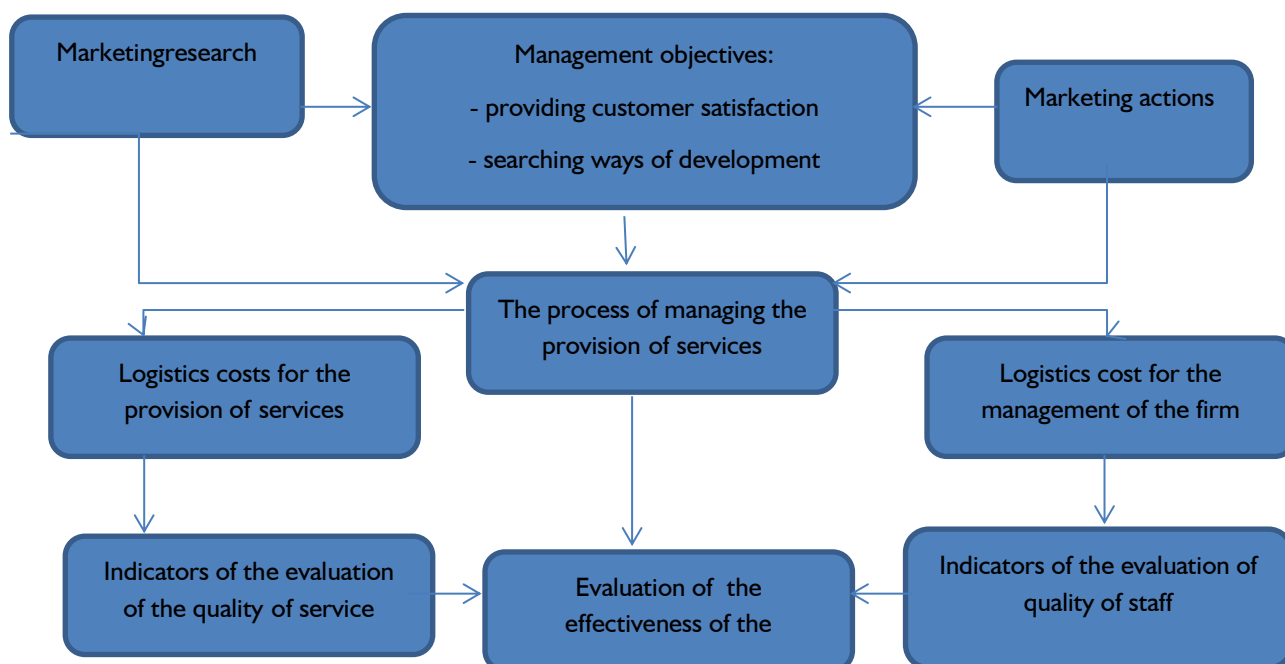 Marketingresearch
Management objectives:
- providing customer satisfaction
- searching ways of development
Marketing actions
The process of managing the
provision of services
Logistics costs for the
provision of services
Logistics cost for the
management of the firm
Indicators of the evaluation
of the quality of service
Evaluation of  the
effectiveness of the
Indicators of the evaluation of
quality of staff